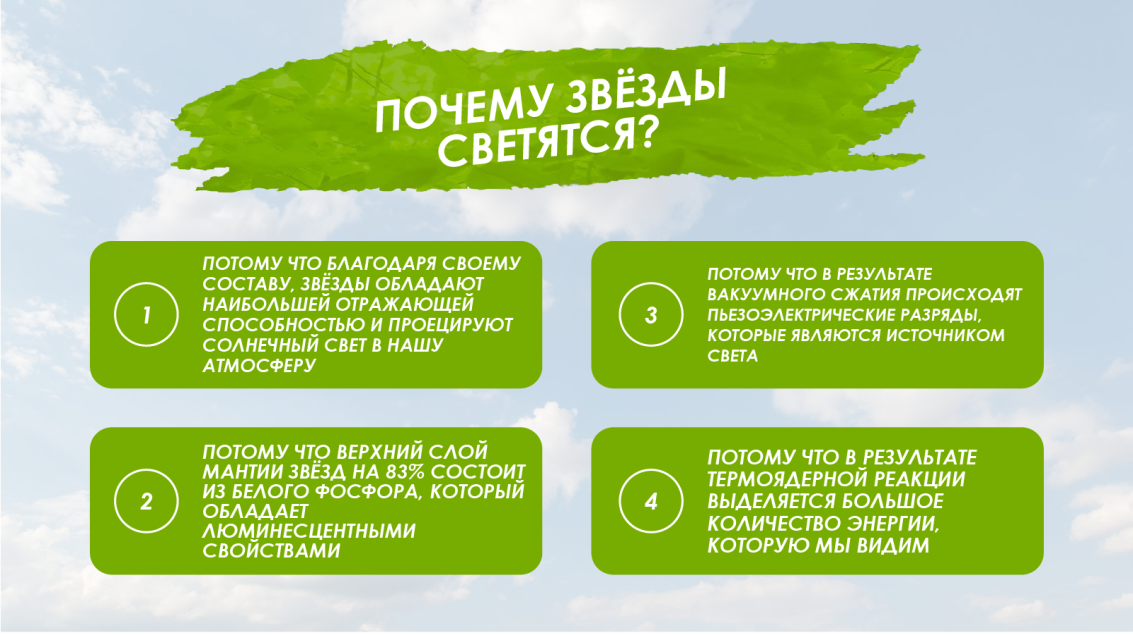 ПОЧЕМУ ЗВЁЗДЫ
СВЕТЯТСЯ?
1
ПОТОМУ ЧТО БЛАГОДАРЯ СВОЕМУ
СОСТАВУ, ЗВЁЗДЫ ОБЛАДАЮТ
НАИБОЛЬШЕЙ ОТРАЖАЮЩЕЙ
СПОСОБНОСТЬЮ И ПРОЕЦИРУЮТ
СОЛНЕЧНЫЙ СВЕТ В НАШУ
АТМОСФЕРУ
2
ПОТОМУ ЧТО ВЕРХНИЙ СЛОЙ
МАНТИИ ЗВЁЗД НА 83% СОСТОИТ
ИЗ БЕЛОГО ФОСФОРА, КОТОРЫЙ
ОБЛАДАЕТ
ЛЮМИНЕСЦЕНТНЫМИ
СВОЙСТВАМИ
3
ПОТОМУ ЧТО В РЕЗУЛЬТАТЕ
ВАКУУМНОГО СЖАТИЯ ПРОИСХОДЯТ
ПЬЕЗОЭЛЕКТРИЧЕСКИЕ РАЗРЯДЫ,
КОТОРЫЕ ЯВЛЯЮТСЯ ИСТОЧНИКОМ
СВЕТА
4
ПОТОМУ ЧТО В РЕЗУЛЬТАТЕ
ТЕРМОЯДЕРНОЙ РЕАКЦИИ
ВЫДЕЛЯЕТСЯ БОЛЬШОЕ
КОЛИЧЕСТВО ЭНЕРГИИ,
КОТОРУЮ МЫ ВИДИМ